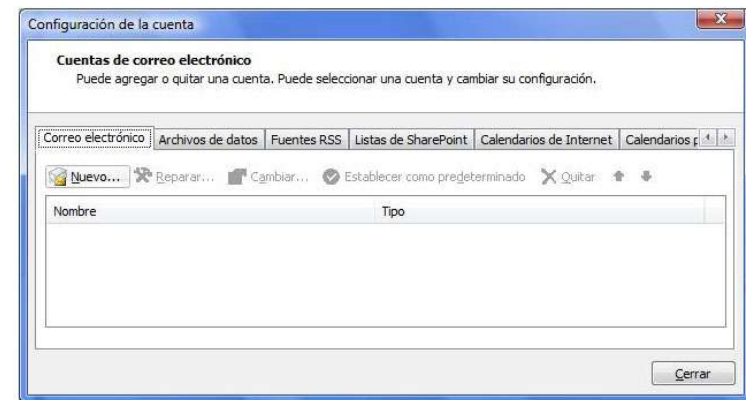 Configuración de la cuenta
Cuentas de correo electrónico
Puede agregar o quitar una cuenta. Puede seleccionar una cuenta y cambiar su configuración.
Correo electrónico Archivos de datos Fuentes RSS Listas de SharePoint Calendarios de Internet Calendarios p
Nuevo... Reparar... Cambiar... Establecer como predeterminado Quitar
Nombre Tipo
Cerrar